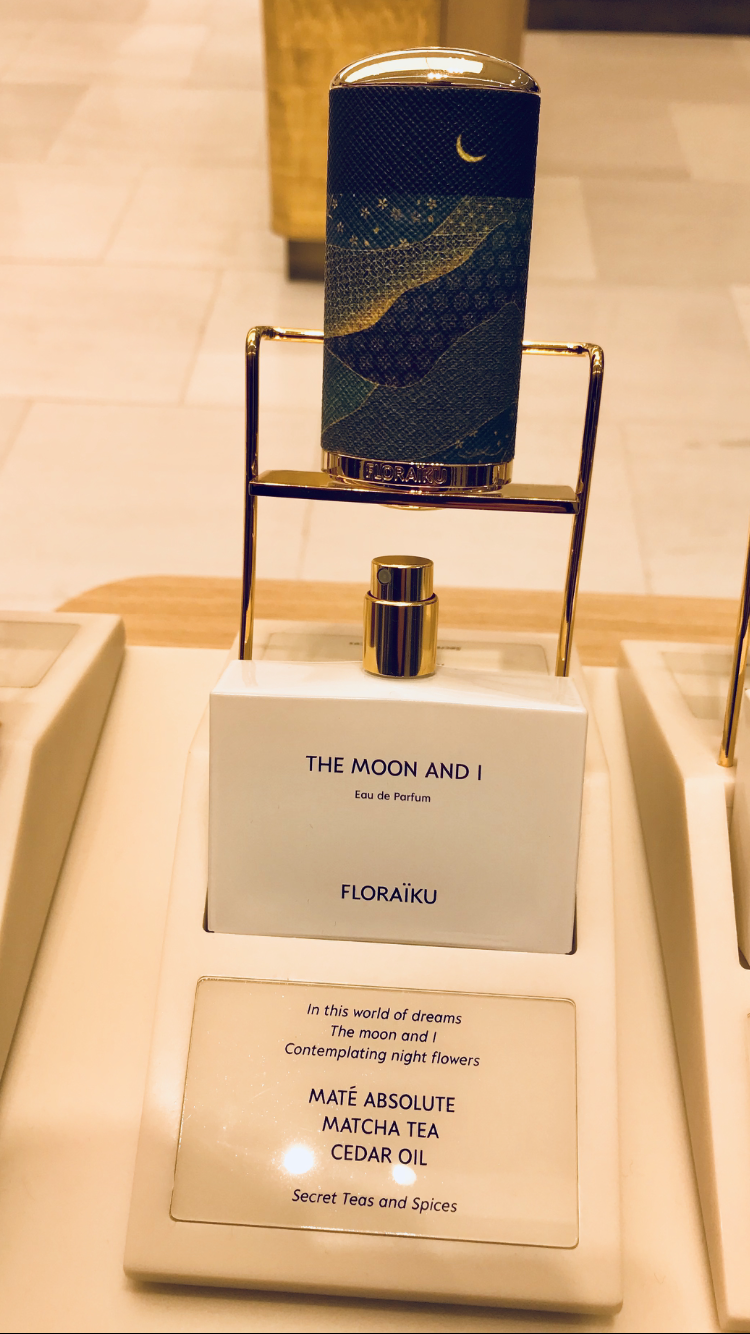 FLORAÏKU
THE MOON AND I
Eau de Parfum
FLORAÏKU
In this world of dreams
The moon and I
Contemplating night flowers
MATÉ ABSOLUTE
MATCHA TEA
CEDAR OIL
Secret Teas and Spices